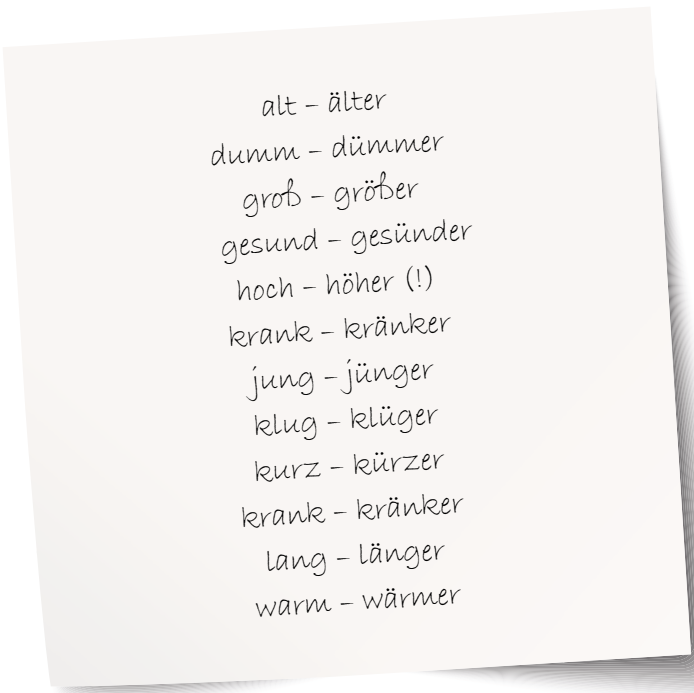 alt – älter
dumm – dümmer
groß – größer
gesund – gesünder
hoch – höher (!)
krank – kränker
jung – jünger
klug – klüger
kurz – kürzer
krank – kränker
lang – länger
warm – wärmer